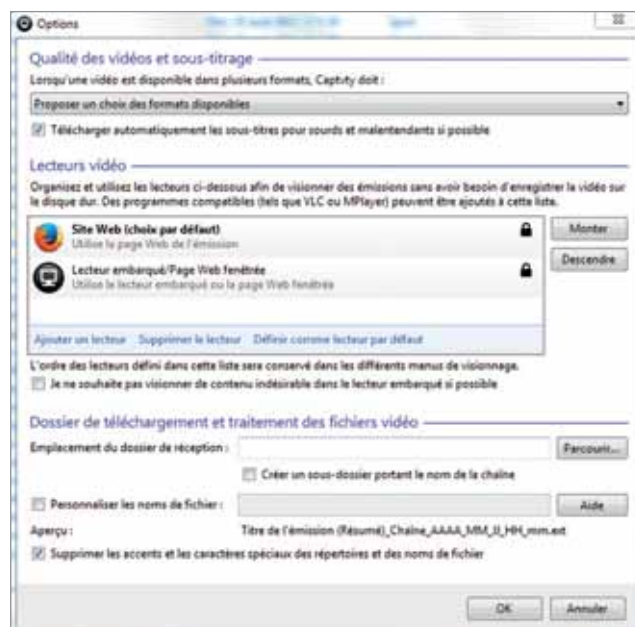 Options
Qualité des vidéos et sous-titrage
Lorsqu'une vidéo est disponible dans plusieurs formats, Captvty doit :
Proposer un choix des formats disponibles
Télécharger automatiquement les sous-titres pour sourds et malentendants si possible
Lecteurs vidéo
Organisez et utilisez les lecteurs ci-dessous afin de visionner des émissions sans avoir besoin d'enregistrer la vidéo sur
le disque dur. Des programmes compatibles (tels que VLC ou MPlayer) peuvent être ajoutés à cette liste.
Site Web (choix par défaut)
Utilise la page Web de l'émission
Monter
Lecteur embarqué/Page Web fenêtrée
Utilise le lecteur embarqué ou la page Web fenêtrée
Descendre
Ajouter un lecteur Supprimer le lecteur Définir comme lecteur par défaut
L'ordre des lecteurs défini dans cette liste sera conservé dans les différents menus de visionnage.
Je ne souhaite pas visionner de contenu indésirable dans le lecteur embarqué si possible
Dossier de téléchargement et traitement des fichiers vidéo
Emplacement du dossier de réception : Parcourir...
Créer un sous-dossier portant le nom de la chaîne
Personnaliser les noms de fichier : Aide
Aperçu : Titre de l'émission (Résumé)_Chaîne_AAAA_MM_JJ_HH_mm.ext
Supprimer les accents et les caractères spéciaux des répertoires et des noms de fichier
OK Annuler